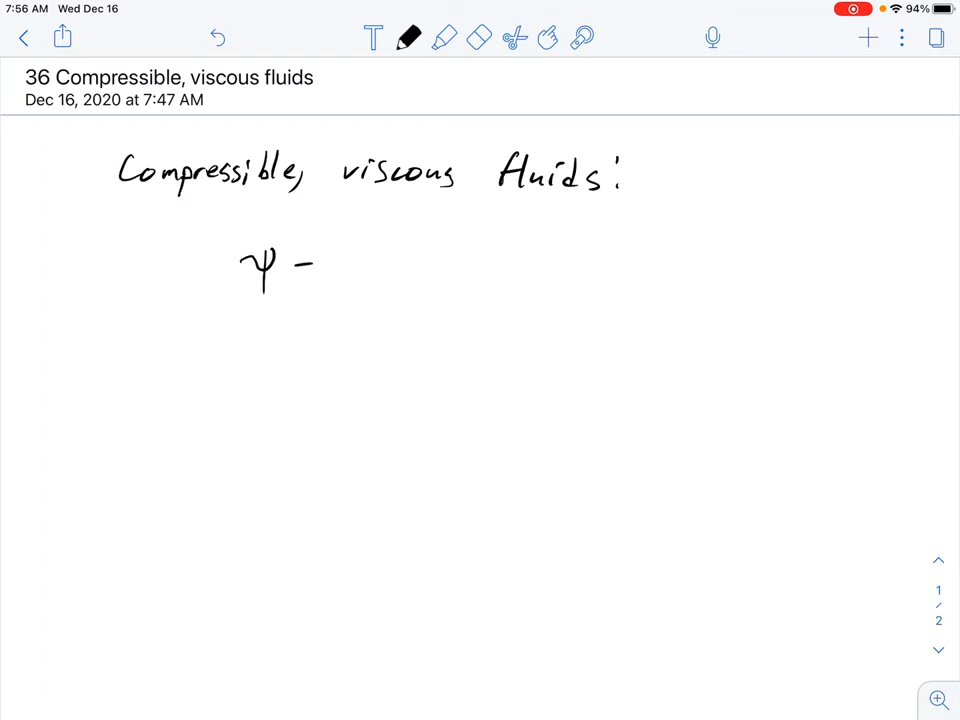 7:56 AM Wed Dec 16
94%
T
36 Compressible, viscous fluids
Dec 16, 2020 at 7:47 AM
Compressible, viscous fluids:
ψ –
1
/
2